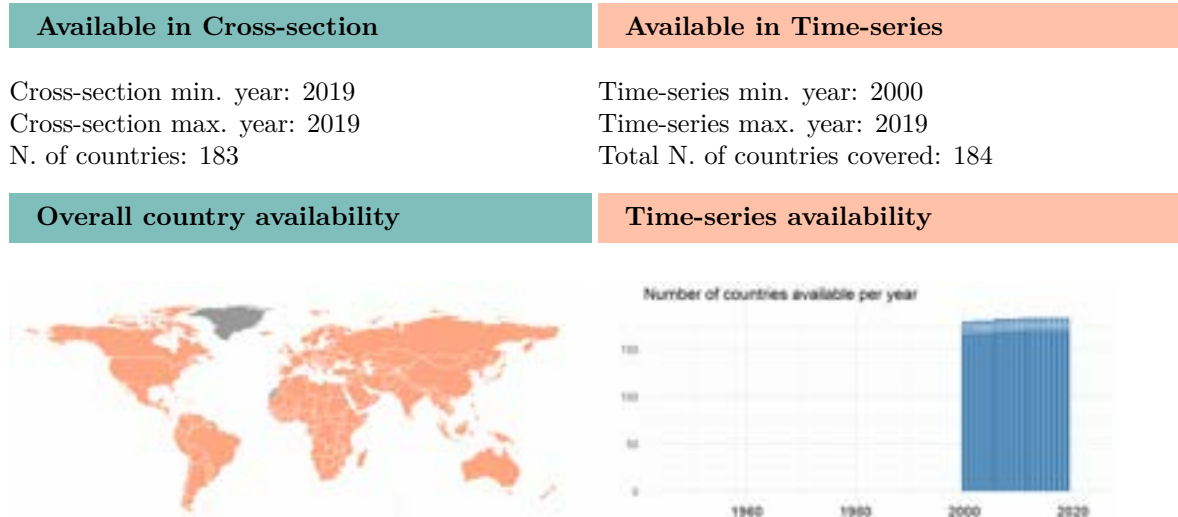 Available in Cross-section
Available in Time-series
Cross-section min. year: 2019
Cross-section max. year: 2019
N. of countries: 183
Time-series min. year: 2000
Time-series max. year: 2019
Total N. of countries covered: 184
Overall country availability
Time-series availability
Number of countries available per year
150
100
50
0
1960
1980
2000
2020